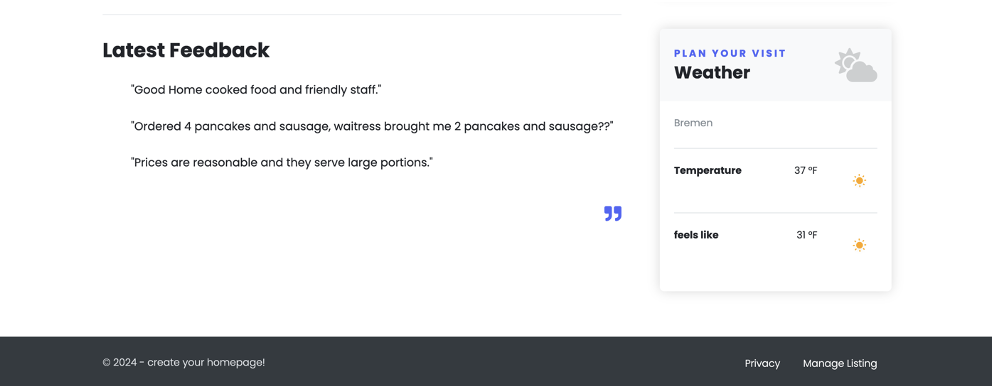 Latest Feedback
"Good Home cooked food and friendly staff."
"Ordered 4 pancakes and sausage, waitress brought me 2 pancakes and sausage??"
"Prices are reasonable and they serve large portions."
PLAN YOUR VISIT
Weather
Bremen
Temperature 37 °F
feels like 31 °F
© 2024 - create your homepage!
Privacy Manage Listing